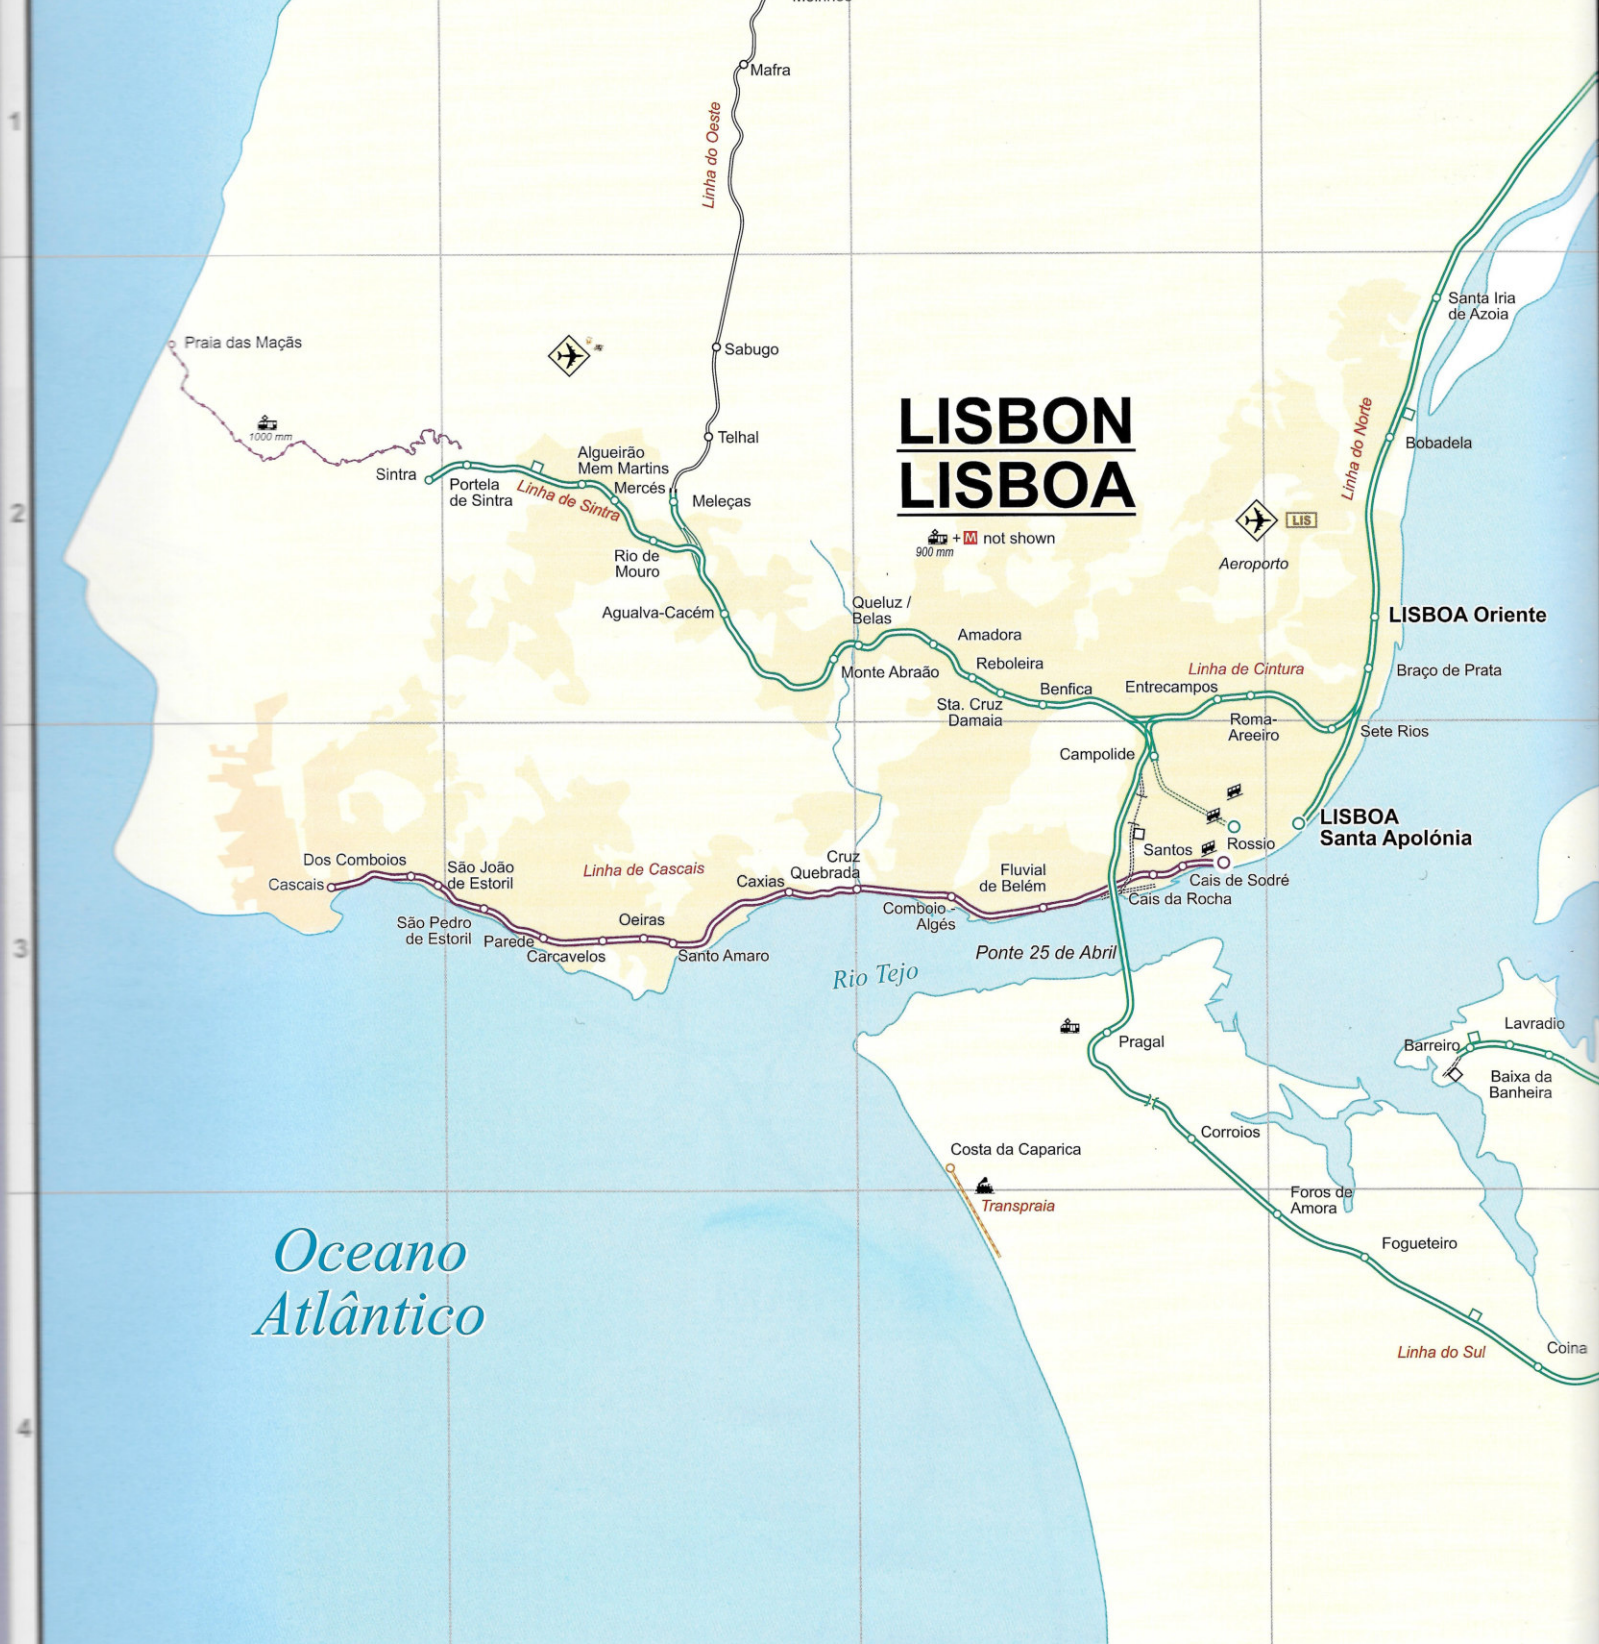 Mafra
1
Linha do Oeste
Santa Iria
de Azoia
Praia das Maçãs
Sabugo
1000 mm
LISBON
LISBOA
Linha do Norte
Telhal
Bobadela
Algueirão
Mem Martins
Sintra
Portela
de Sintra
Linha de Sintra
Mercés
Meleças
2
LIS
+ M not shown
900 mm
Aeroporto
Rio de
Mouro
Agualva-Cacém
Queluz /
Belas
LISBOA Oriente
Amadora
Reboleira
Monte Abraão
Linha de Cintura
Braço de Prata
Benfica
Entrecampos
Sta. Cruz
Damaia
Roma-
Areeiro
Sete Rios
Campolide
LISBOA
Santa Apolónia
Rossio
Santos
Dos Comboios
Cascais
São João
de Estoril
Linha de Cascais
Cruz
Quebrada
Caxias
Fluvial
de Belém
Cais de Sodré
Cais da Rocha
Comboio -
Algés
São Pedro
de Estoril
Parede
Oeiras
Carcavelos
Santo Amaro
3
Ponte 25 de Abril
Rio Tejo
Pragal
Lavradio
Barreiro
Baixa da
Banheira
Corroios
Costa da Caparica
Transpraia
Foros de
Amora
Fogueteiro
Oceano
Atlântico
Linha do Sul
Coina
4